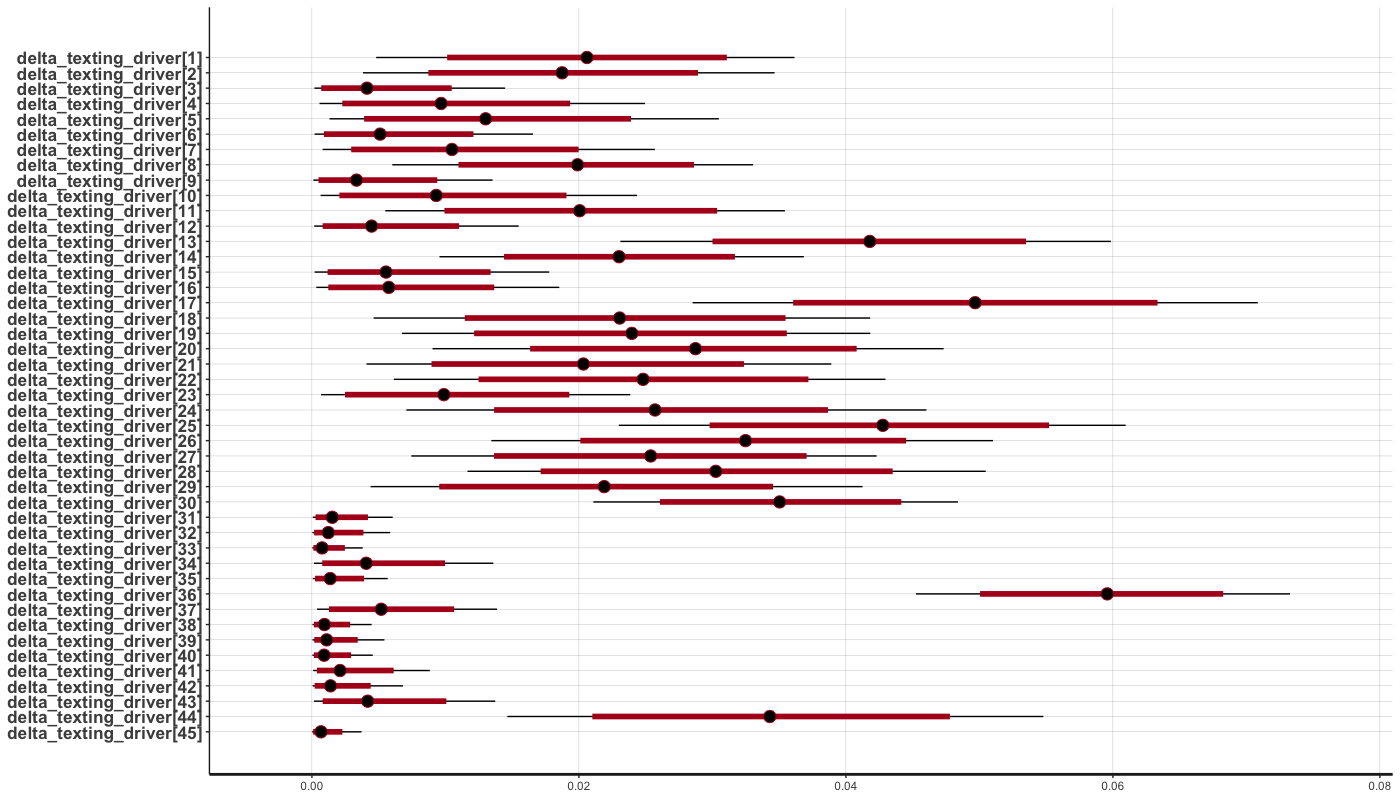 delta_texting_driver[1]
delta_texting_driver[2]
delta_texting_driver[3]
delta_texting_driver[4]
delta_texting_driver[5]
delta_texting_driver[6]
delta_texting_driver[7]
delta_texting_driver[8]
delta_texting_driver[9]
delta_texting_driver[10]
delta_texting_driver[11]
delta_texting_driver[12]
delta_texting_driver[13]
delta_texting_driver[14]
delta_texting_driver[15]
delta_texting_driver[16]
delta_texting_driver[17]
delta_texting_driver[18]
delta_texting_driver[19]
delta_texting_driver[20]
delta_texting_driver[21]
delta_texting_driver[22]
delta_texting_driver[23]
delta_texting_driver[24]
delta_texting_driver[25]
delta_texting_driver[26]
delta_texting_driver[27]
delta_texting_driver[28]
delta_texting_driver[29]
delta_texting_driver[30]
delta_texting_driver[31]
delta_texting_driver[32]
delta_texting_driver[33]
delta_texting_driver[34]
delta_texting_driver[35]
delta_texting_driver[36]
delta_texting_driver[37]
delta_texting_driver[38]
delta_texting_driver[39]
delta_texting_driver[40]
delta_texting_driver[41]
delta_texting_driver[42]
delta_texting_driver[43]
delta_texting_driver[44]
delta_texting_driver[45]
0.00 0.02 0.04 0.06 0.08